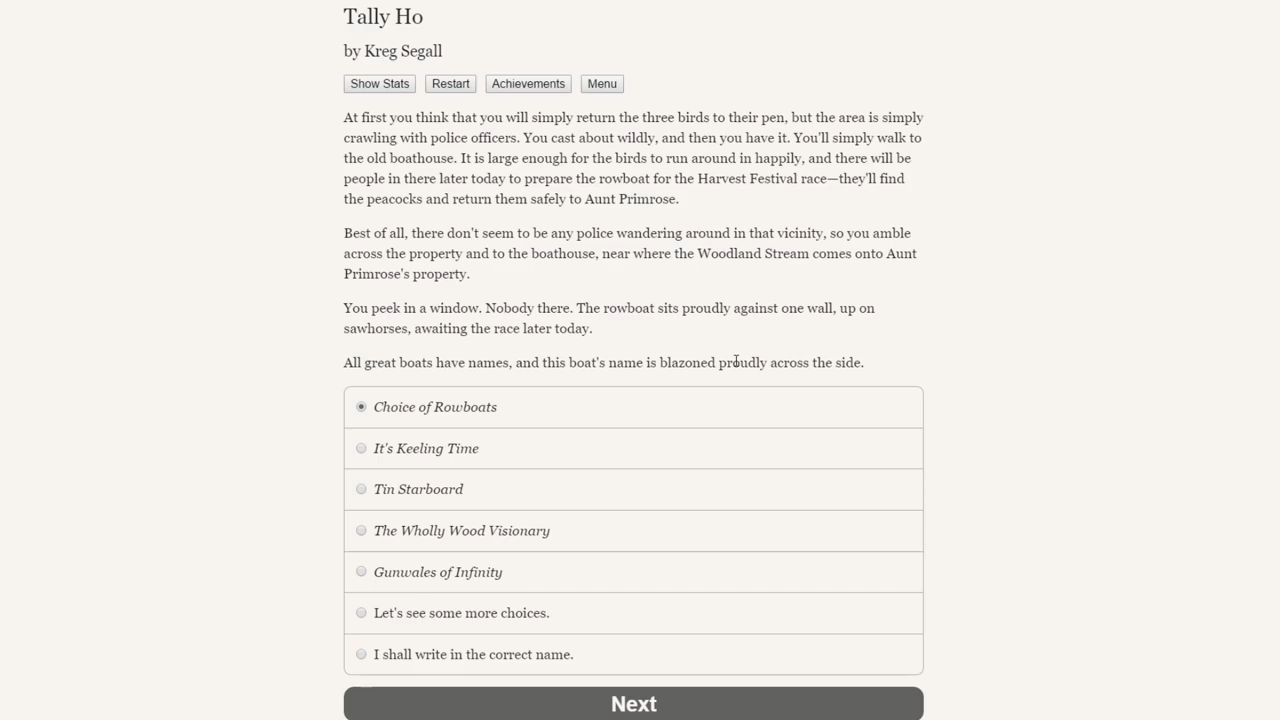 Tally Ho
by Kreg Segall
Show Stats Restart Achievements Menu
At first you think that you will simply return the three birds to their pen, but the area is simply
crawling with police officers. You cast about wildly, and then you have it. You'll simply walk to
the old boathouse. It is large enough for the birds to run around in happily, and there will be
people in there later today to prepare the rowboat for the Harvest Festival race—they'll find
the peacocks and return them safely to Aunt Primrose.
Best of all, there don't seem to be any police wandering around in that vicinity, so you amble
across the property and to the boathouse, near where the Woodland Stream comes onto Aunt
Primrose's property.
You peek in a window. Nobody there. The rowboat sits proudly against one wall, up on
sawhorses, awaiting the race later today.
All great boats have names, and this boat's name is blazoned proudly across the side.
Choice of Rowboats
It's Keeling Time
Tin Starboard
The Wholly Wood Visionary
Gunwales of Infinity
Let's see some more choices.
I shall write in the correct name.
Next